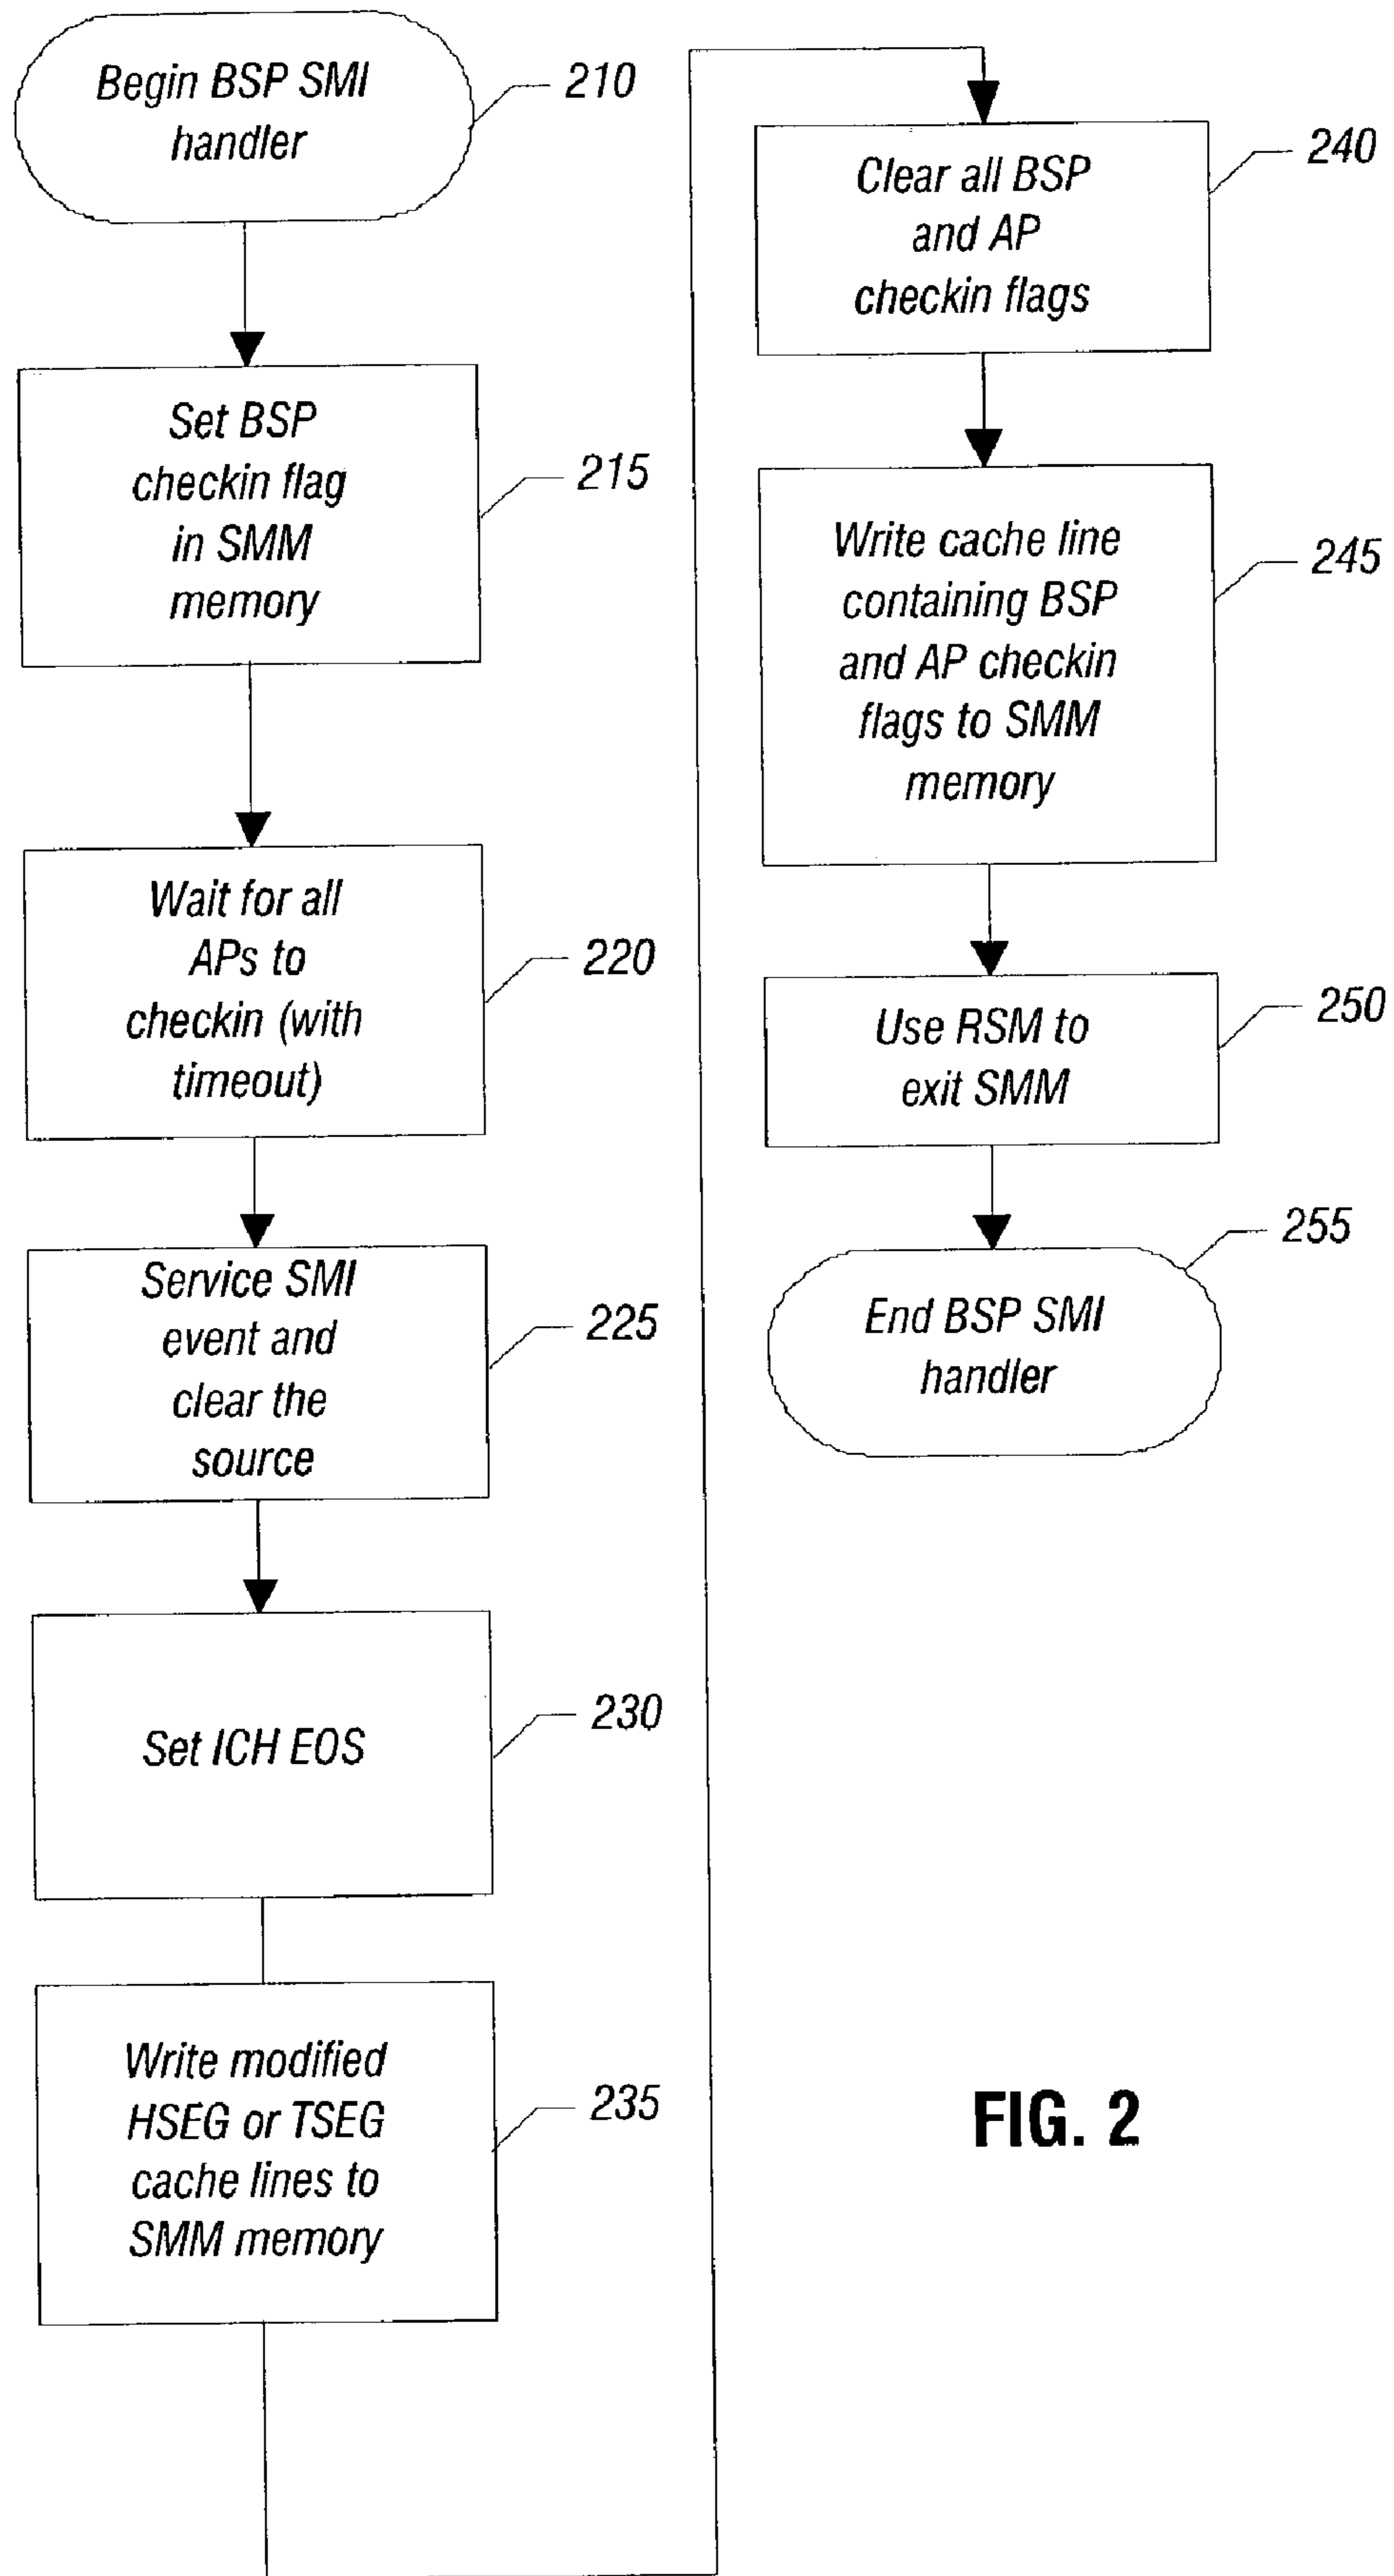 Begin BSP SMI
handler
210
Set BSP
checkin flag
in SMM
memory
215
Wait for all
APs to
checkin (with
timeout)
220
Service SMI
event and
clear the
source
225
Set ICH EOS
230
Write modified
HSEG or TSEG
cache lines to
SMM memory
235
Clear all BSP
and AP
checkin flags
240
Write cache line
containing BSP
and AP checkin
flags to SMM
memory
245
Use RSM to
exit SMM
250
End BSP SMI
handler
255
FIG. 2